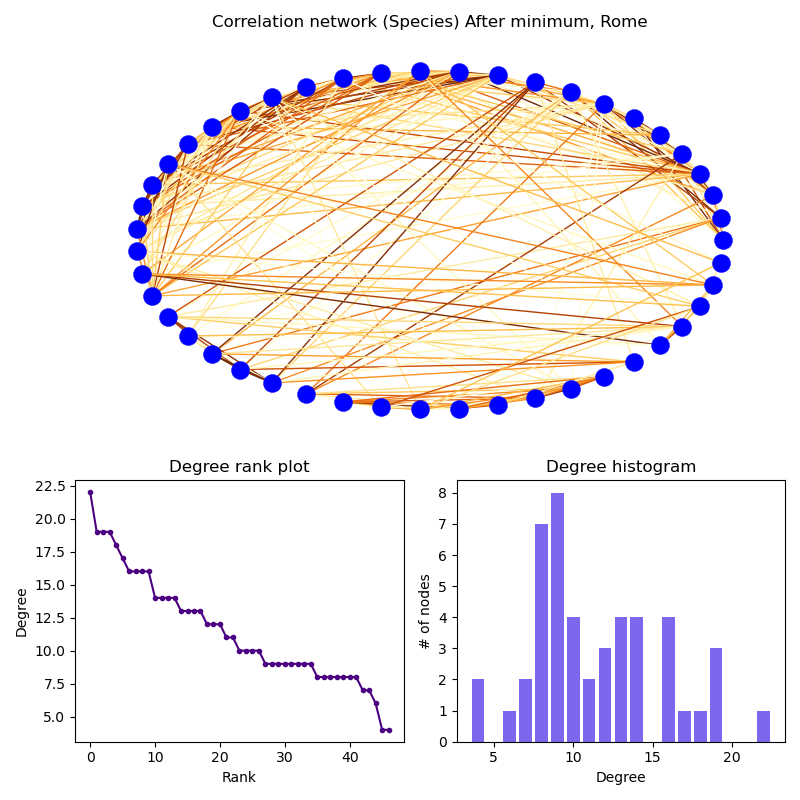 Correlation network (Species) After minimum, Rome
Degree rank plot
22.5
20.0
17.5
15.0
12.5
10.0
7.5
5.0
Degree
0 10 20 30 40
Rank
Degree histogram
8
7
6
5
4
3
2
1
0
# of nodes
5 10 15 20
Degree